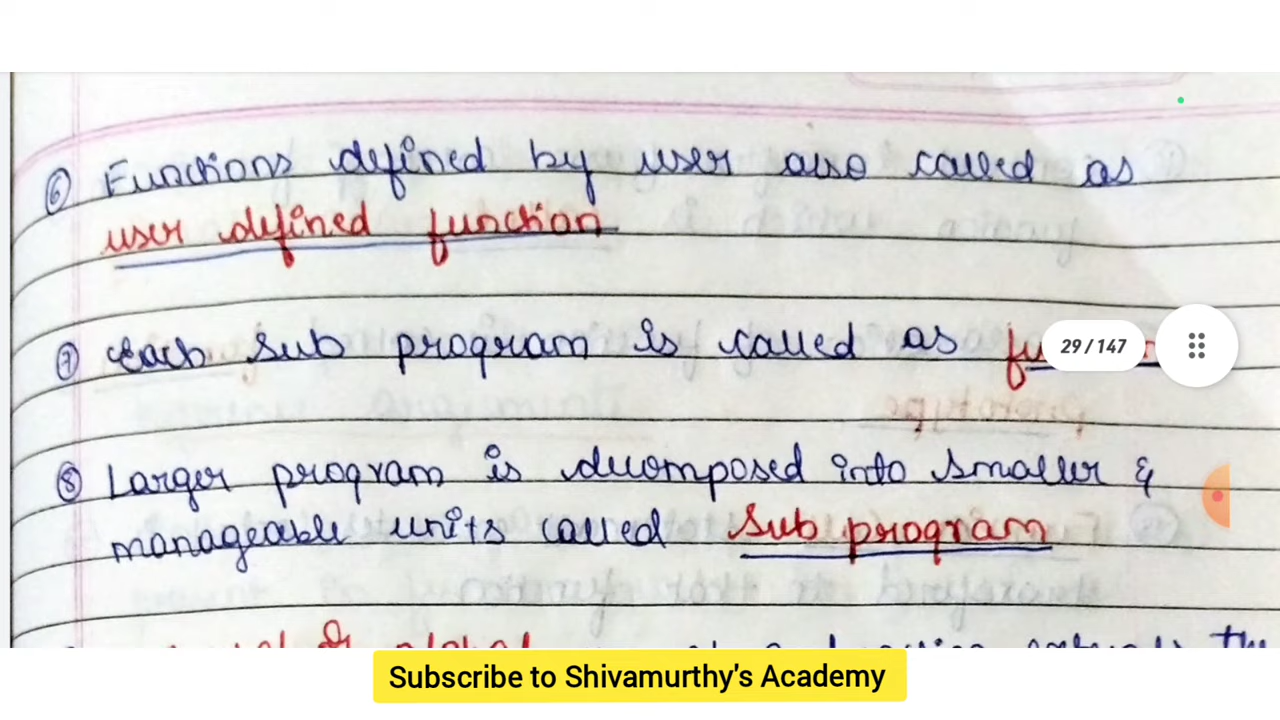 ⑥ Functions defined by user also called as
user defined function
⑦ Each sub program is called as
29 / 147
⑧ Larger program is decomposed into smaller &
manageable units called sub program
Subscribe to Shivamurthy's Academy